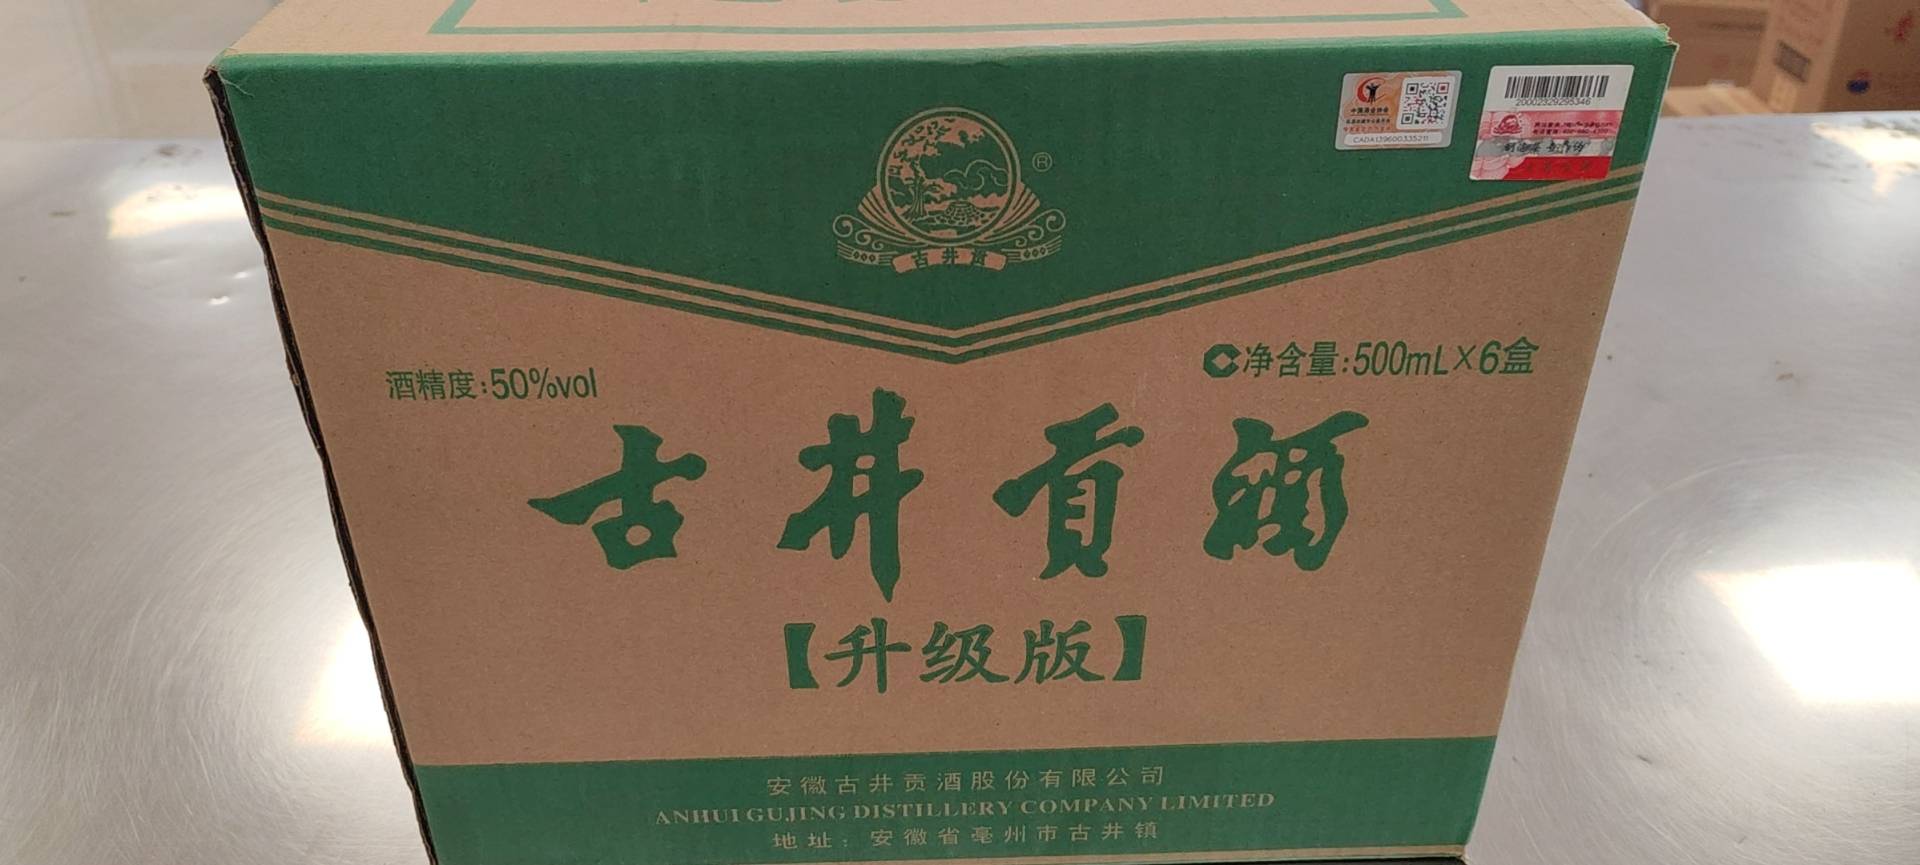 20002329295346
CADA139600335211
®
古井贡
酒精度:50%vol
净含量:500mL×6盒
古井贡酒
【升级版】
安徽古井贡酒股份有限公司
ANHUI GUJING DISTILLERY COMPANY LIMITED
地址：安徽省亳州市古井镇